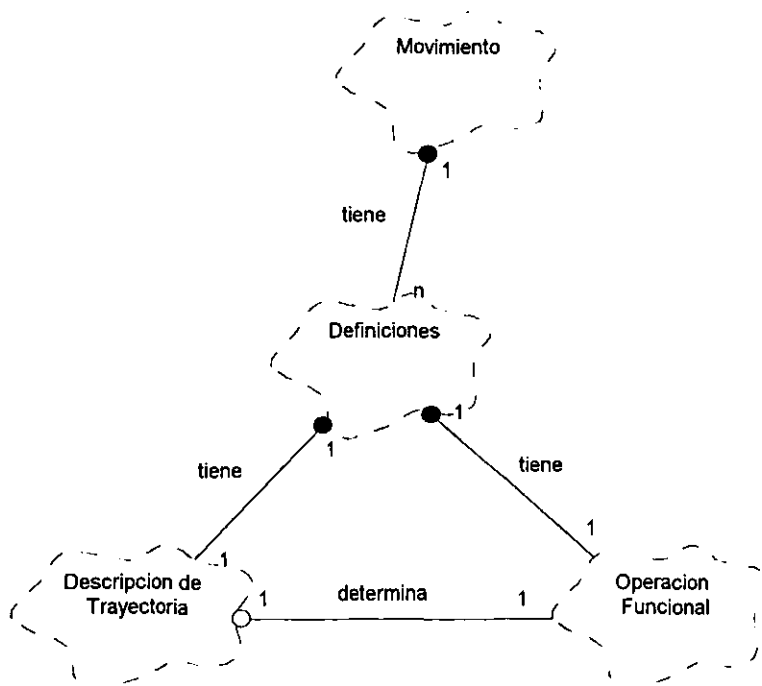 Movimiento
1
tiene
n
Definiciones
1
1
tiene
tiene
1
1
Descripcion de
Trayectoria
1
determina
1
Operacion
Funcional